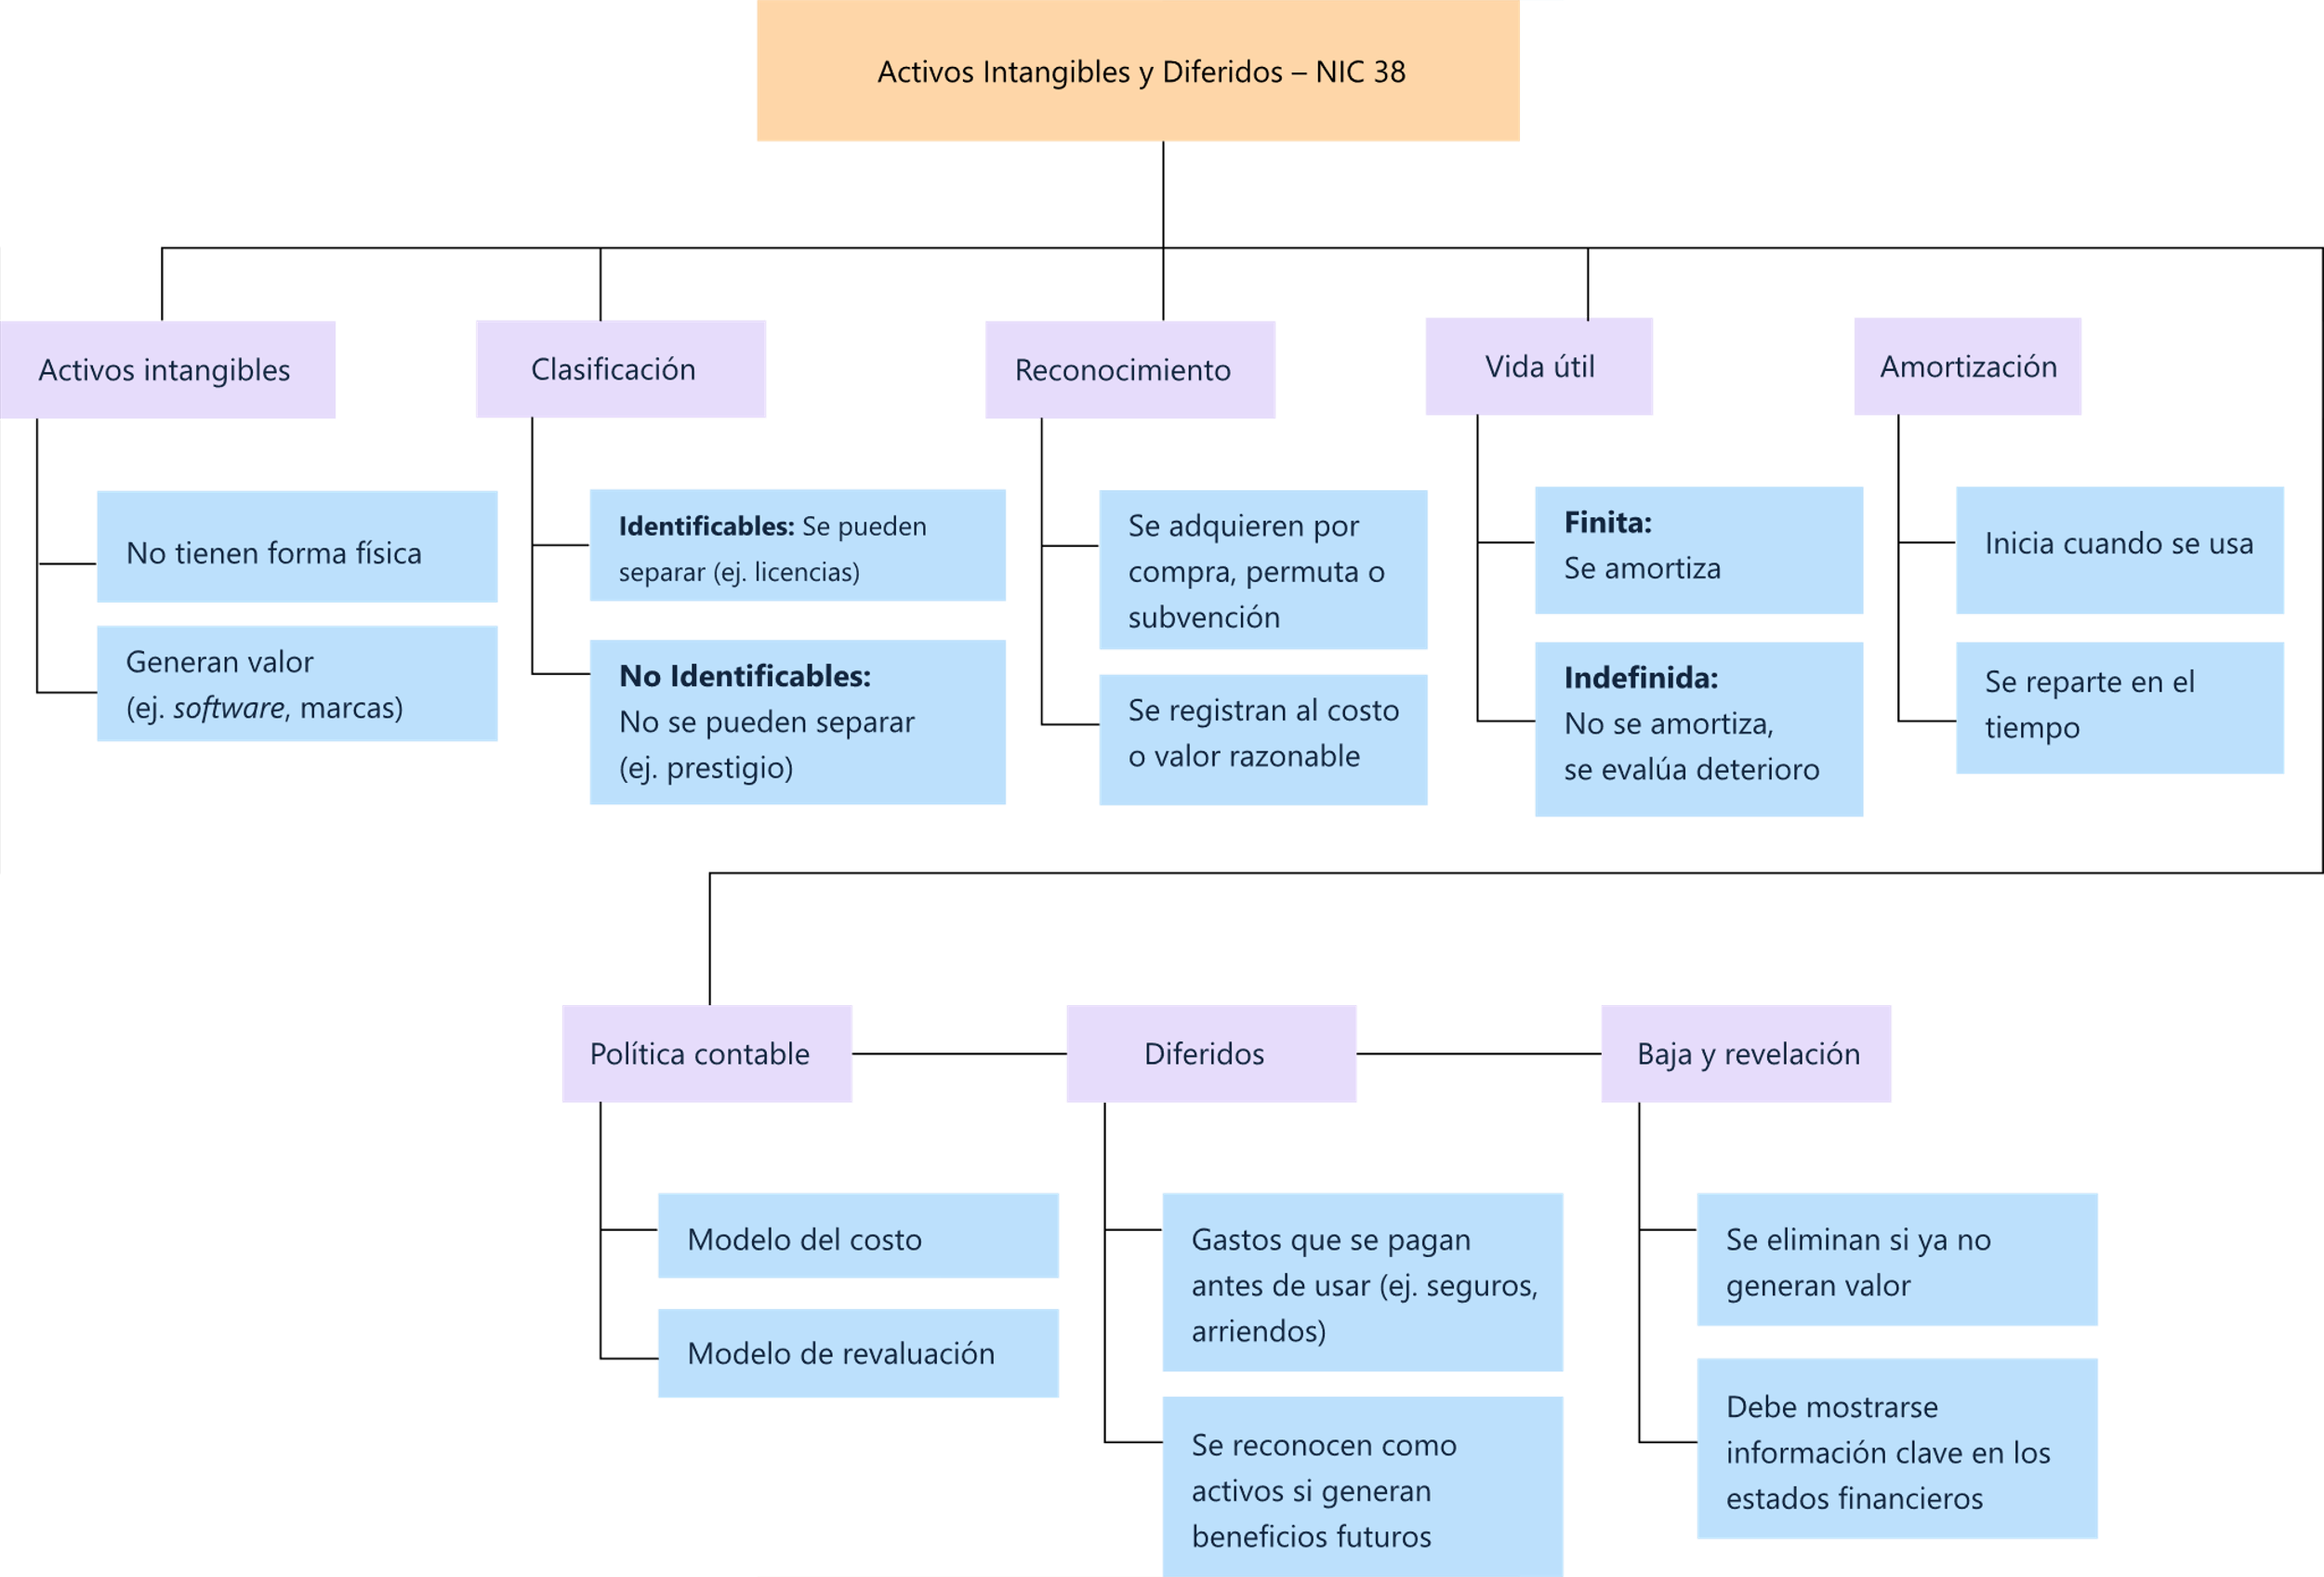 Activos Intangibles y Diferidos – NIC 38
Activos intangibles
No tienen forma física
Generan valor
(ej. software, marcas)
Clasificación
Identificables: Se pueden
separar (ej. licencias)
No Identificables:
No se pueden separar
(ej. prestigio)
Reconocimiento
Se adquieren por
compra, permuta o
subvención
Se registran al costo
o valor razonable
Vida útil
Finita:
Se amortiza
Indefinida:
No se amortiza,
se evalúa deterioro
Amortización
Inicia cuando se usa
Se reparte en el
tiempo
Política contable
Modelo del costo
Modelo de revaluación
Diferidos
Gastos que se pagan
antes de usar (ej. seguros,
arriendos)
Se reconocen como
activos si generan
beneficios futuros
Baja y revelación
Se eliminan si ya no
generan valor
Debe mostrarse
información clave en los
estados financieros